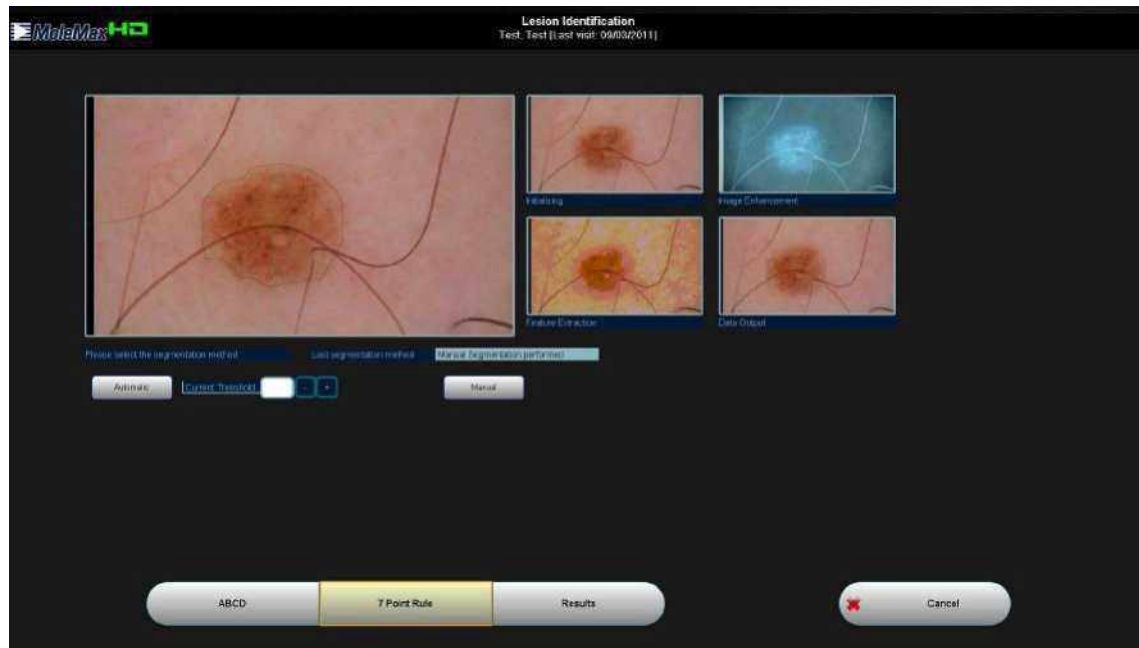 MoleMax HD
Lesion Identification
Test, Test [Last visit: 09/03/2011]
Initialising
Image Enhancement
Feature Extraction
Data Output
Please select the segmentation method
Last segmentation method
Manual Segmentation performed
Automatic
Current Threshold
-
+
Manual
ABCD
7 Point Rule
Results
Cancel